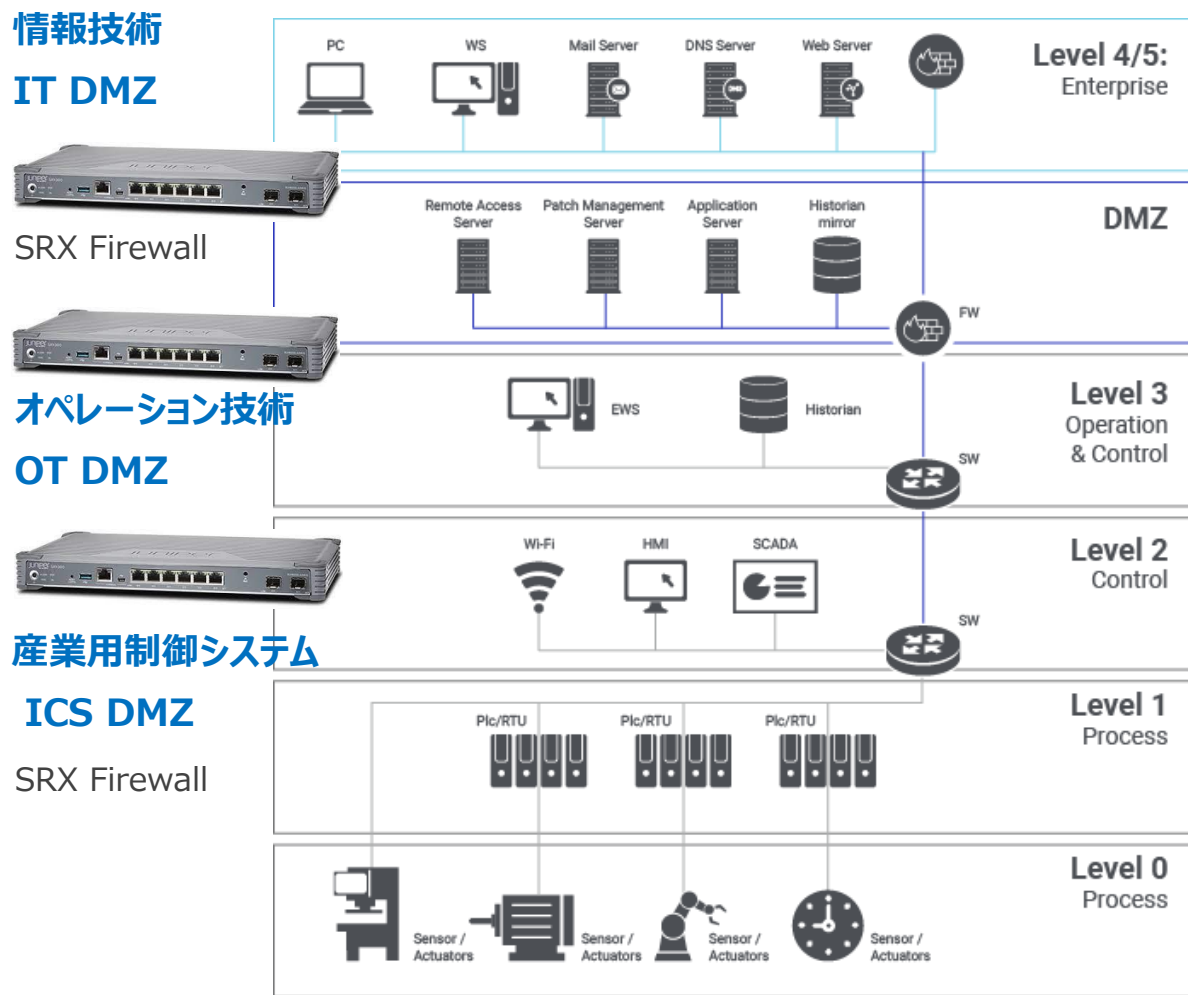 情報技術
IT DMZ
SRX Firewall
オペレーション技術
OT DMZ
産業用制御システム
ICS DMZ
SRX Firewall
PC
WS
Mail Server
DNS Server
Web Server
Level 4/5:
Enterprise
Remote Access
Server
Patch Management
Server
Application
Server
Historian
mirror
DMZ
FW
EWS
Historian
Level 3
Operation
& Control
SW
Wi-Fi
HMI
SCADA
Level 2
Control
SW
Plc/RTU
Plc/RTU
Plc/RTU
Level 1
Process
Level 0
Process
Sensor /
Actuators
Sensor /
Actuators
Sensor /
Actuators
Sensor /
Actuators